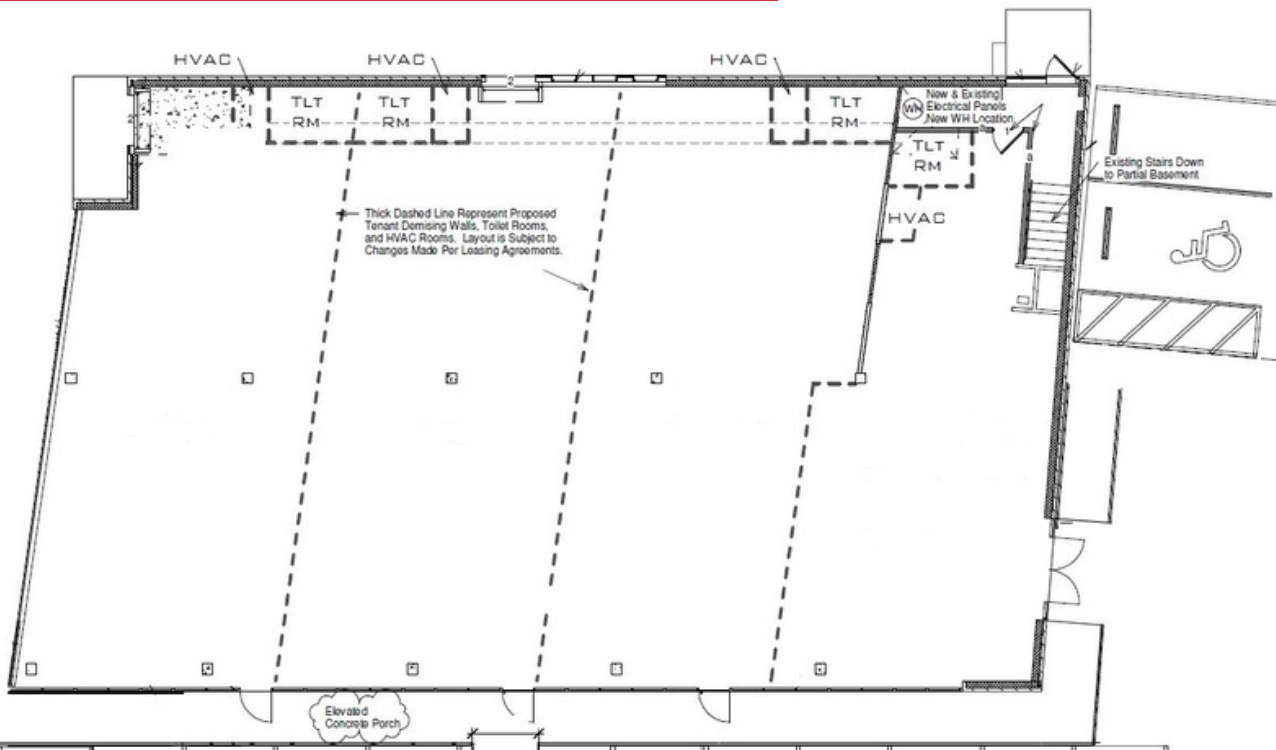 HVAC
HVAC
HVAC
2
TLT
RM
TLT
RM
TLT
RM
WH
New & Existing
Electrical Panels
New WH Location
2
TLT
RM
a
Existing Stairs Down
to Partial Basement
HVAC
Thick Dashed Line Represent Proposed
Tenant Demising Walls, Toilet Rooms,
and HVAC Rooms. Layout is Subject to
Changes Made Per Leasing Agreements.
Elevated
Concrete Porch